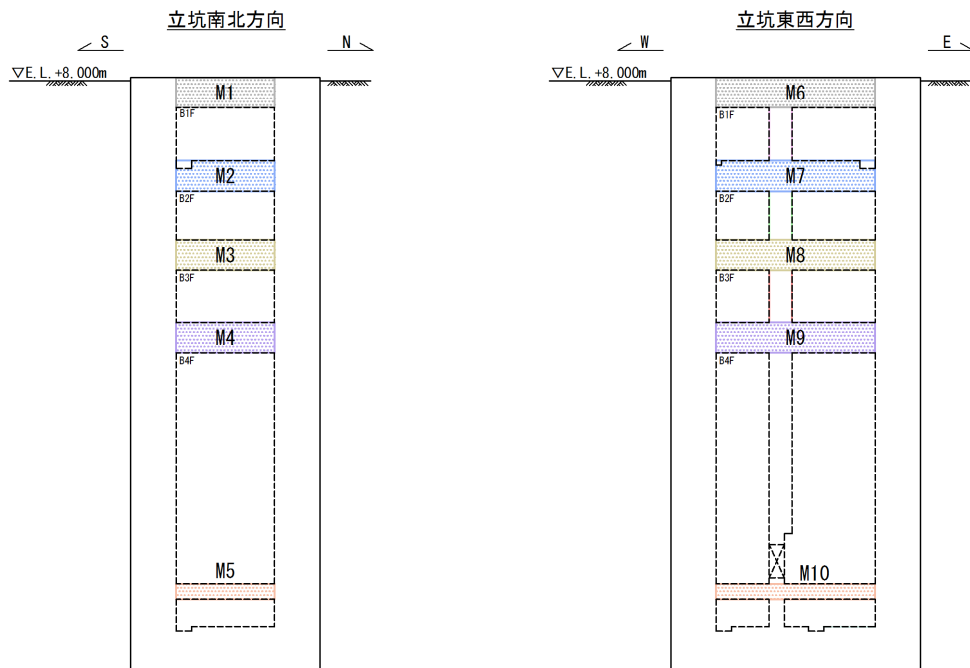 立坑南北方向
S
N
▽E.L.+8.000m
M1
B1F
M2
B2F
M3
B3F
M4
B4F
M5
立坑東西方向
W
E
▽E.L.+8.000m
M6
B1F
M7
B2F
M8
B3F
M9
B4F
M10